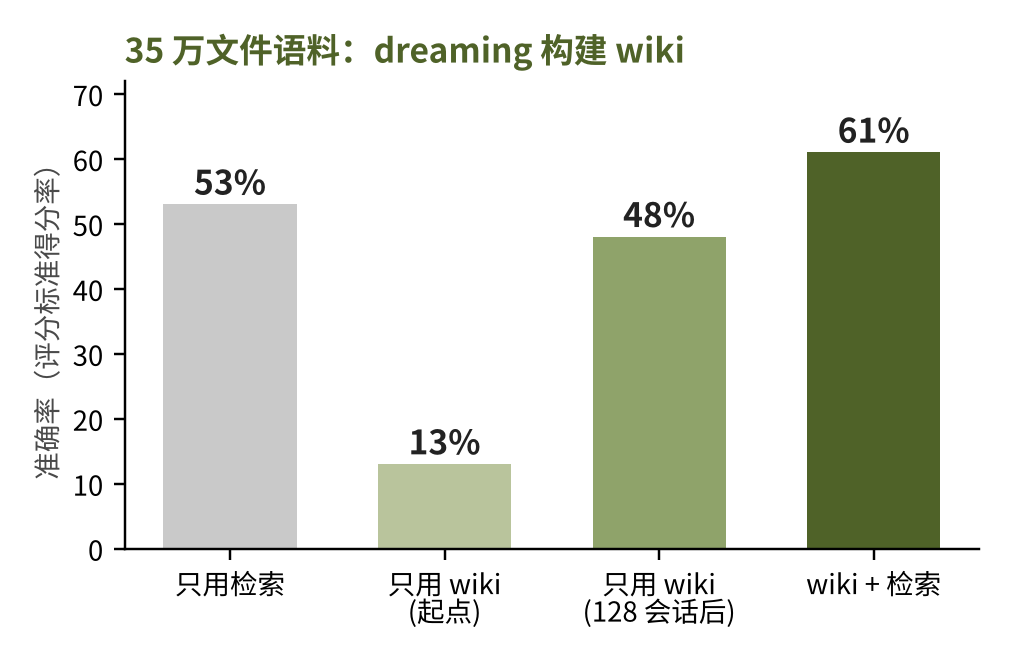 35 万文件语料：dreaming 构建 wiki
准确率（评分标准得分率）
70
60
50
40
30
20
10
0
53%
13%
48%
61%
只用检索
只用 wiki
(起点)
只用 wiki
(128 会话后)
wiki + 检索